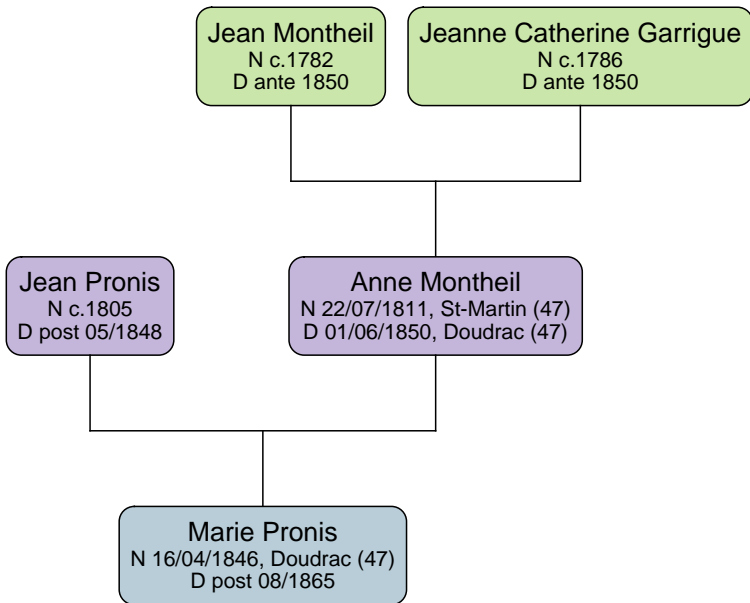 Jean Montheil
N c.1782
D ante 1850
Jeanne Catherine Garrigue
N c.1786
D ante 1850
Jean Pronis
N c.1805
D post 05/1848
Anne Montheil
N 22/07/1811, St-Martin (47)
D 01/06/1850, Doudrac (47)
Marie Pronis
N 16/04/1846, Doudrac (47)
D post 08/1865